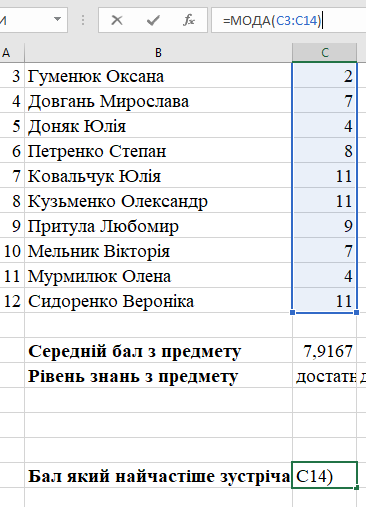 И =МОДА(C3:C14)
A B C
3 Гуменюк Оксана 2
4 Довгань Мирослава 7
5 Доняк Юлія 4
6 Петренко Степан 8
7 Ковальчук Юлія 11
8 Кузьменко Олександр 11
9 Притула Любомир 9
10 Мельник Вікторія 7
11 Мурмилюк Олена 4
12 Сидоренко Вероніка 11
Середній бал з предмету 7,9167
Рівень знань з предмету достатн д
Бал який найчастіше зустріча C14)